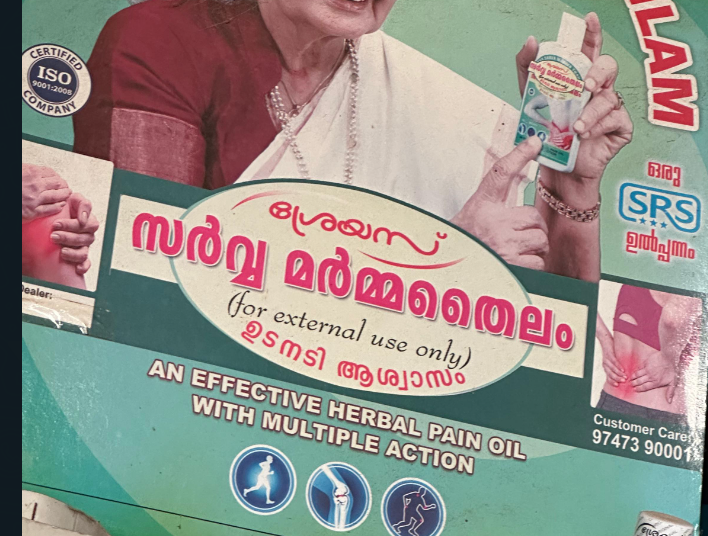 CERTIFIED
ISO
9001:2008
COMPANY
LAM
ഒരു
SRS
ഉൽപ്പന്നം
ശ്രേയസ്
സർവ്വ മർമ്മതൈലം
(for external use only)
ഉടനടി ആശ്വാസം
ealer:
AN EFFECTIVE HERBAL PAIN OIL
WITH MULTIPLE ACTION
Customer Care
97473 90001